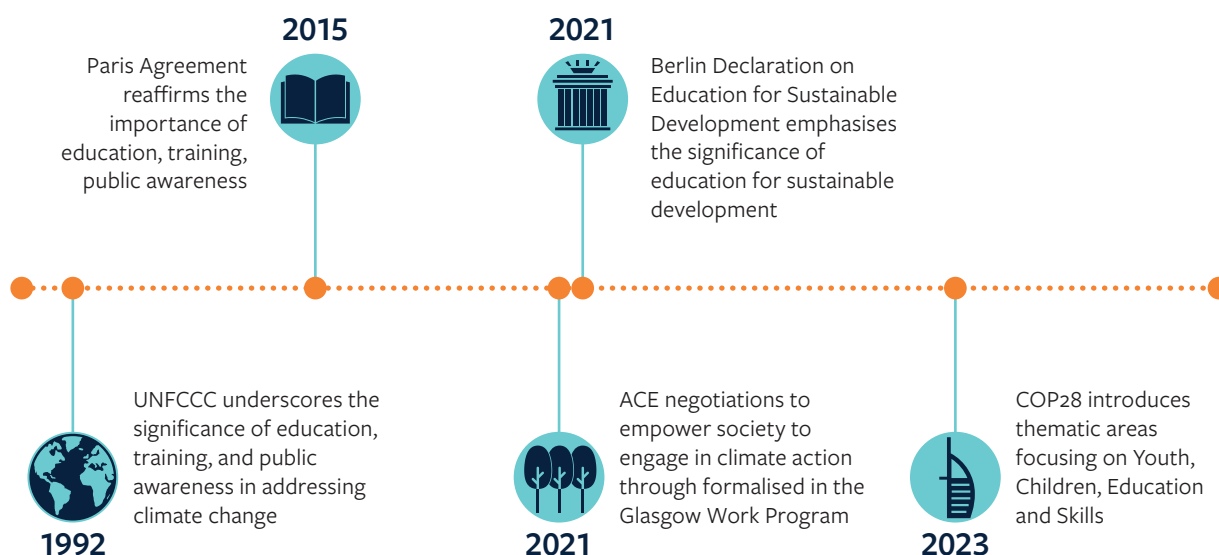 2015
Paris Agreement
reaffirms the
importance of
education, training,
public awareness
2021
Berlin Declaration on
Education for Sustainable
Development emphasises
the significance of
education for sustainable
development
UNFCCC underscores the
significance of education,
training, and public
awareness in addressing
climate change
1992
ACE negotiations to
empower society to
engage in climate action
through formalised in the
Glasgow Work Program
2021
COP28 introduces
thematic areas
focusing on Youth,
Children, Education
and Skills
2023